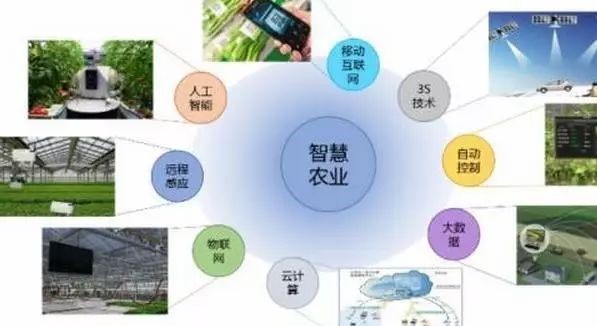 移动
互联
网
3S
技术
人工
智能
智慧
农业
自动
控制
远程
感应
大数
据
物联
网
云计
算